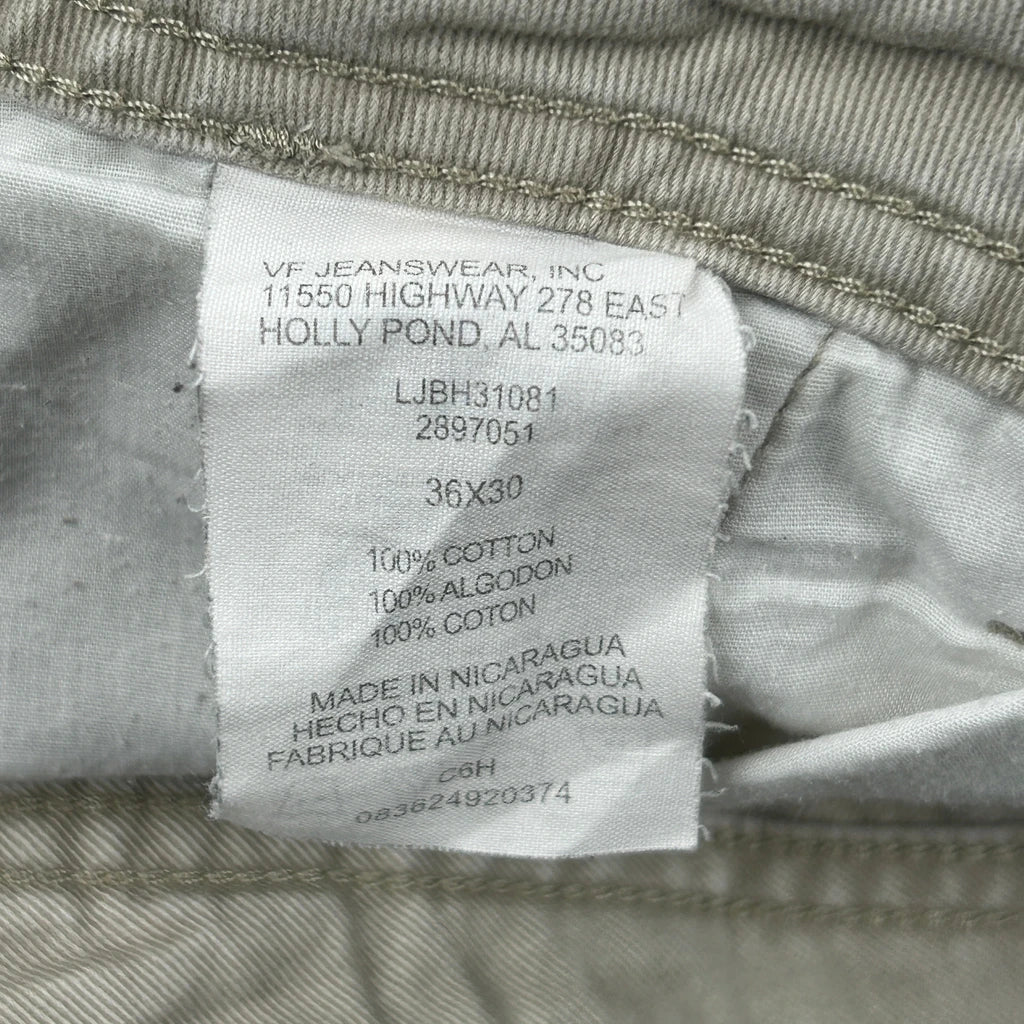 VF JEANSWEAR, INC
11550 HIGHWAY 278 EAST
HOLLY POND, AL 35083
LJBH31081
2897051
36X30
100% COTTON
100% ALGODON
100% COTON
MADE IN NICARAGUA
HECHO EN NICARAGUA
FABRIQUE AU NICARAGUA
C6H
083624920374